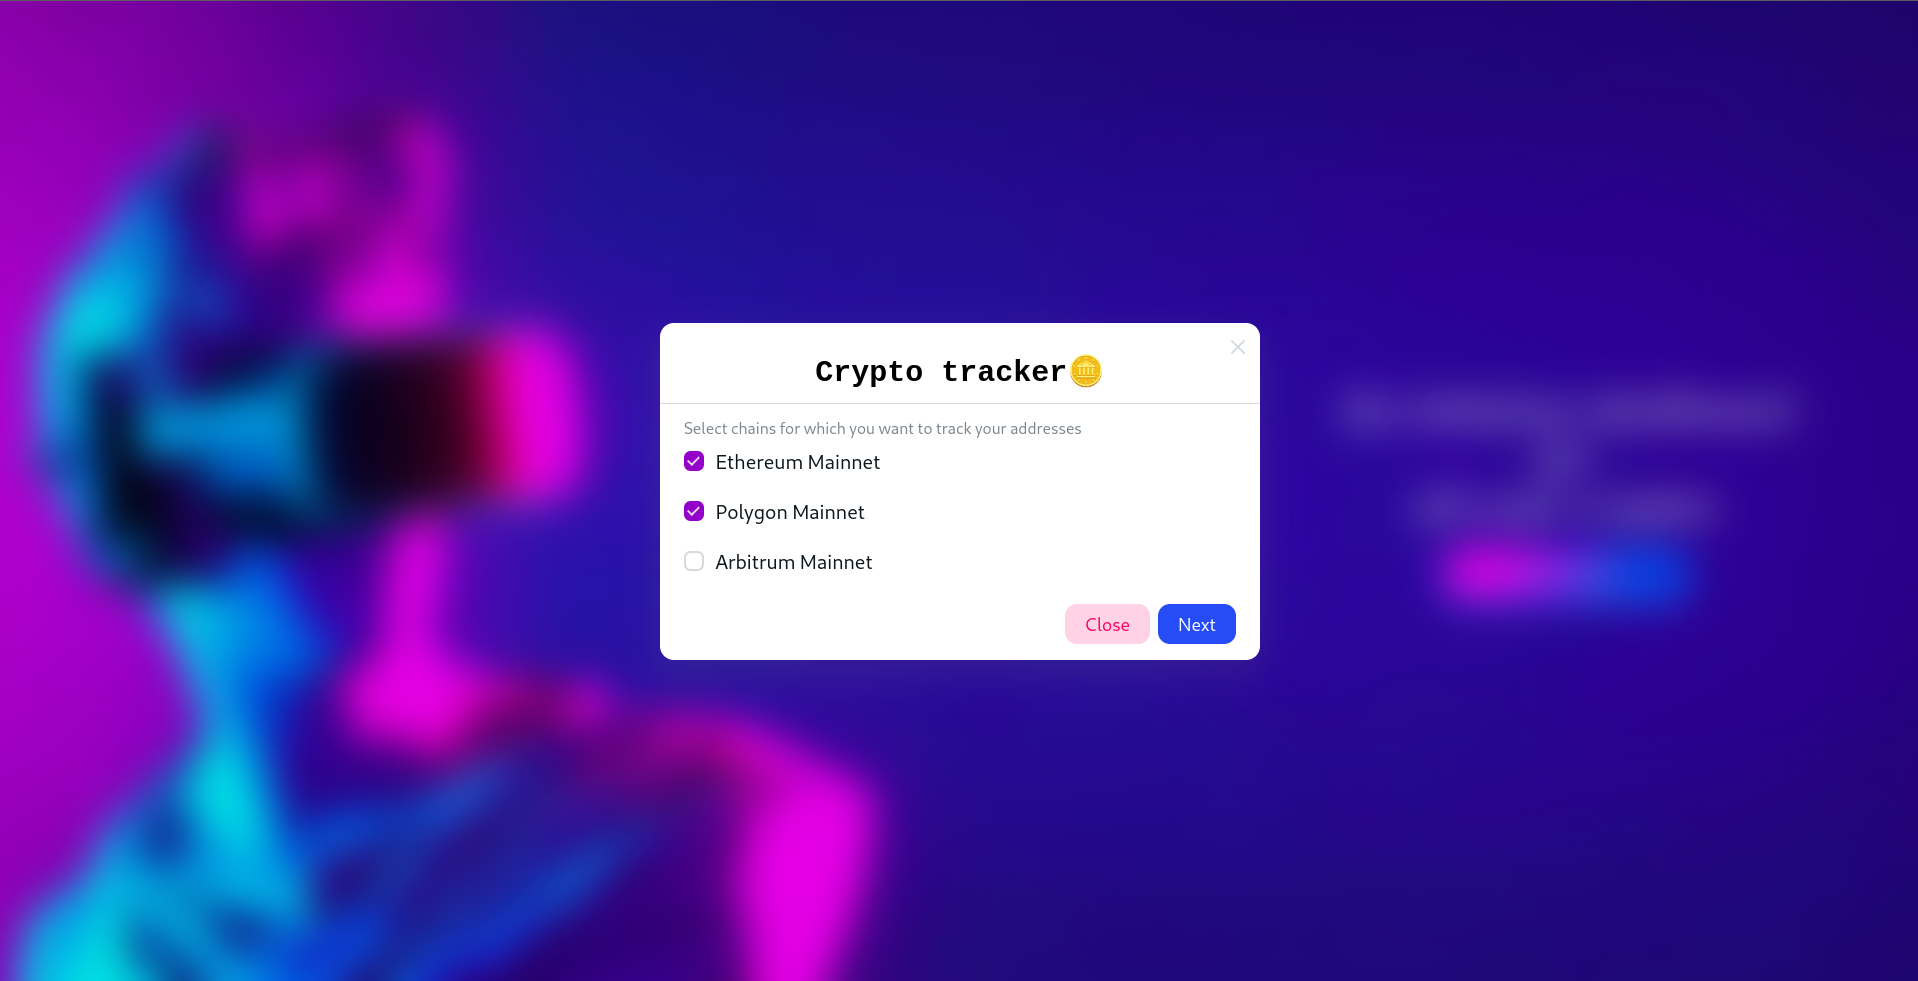 Crypto tracker🪙
Select chains for which you want to track your addresses
Ethereum Mainnet
Polygon Mainnet
Arbitrum Mainnet
Close
Next